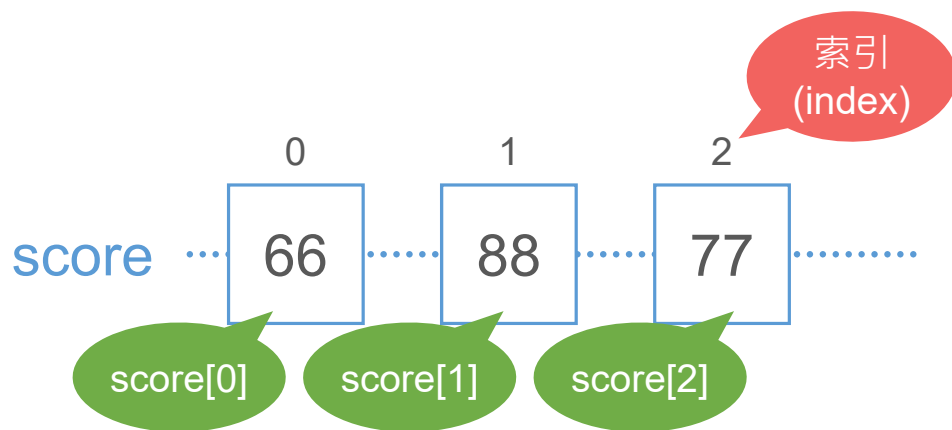 索引
(index)
0 1 2
score 66 88 77
score[0] score[1] score[2]